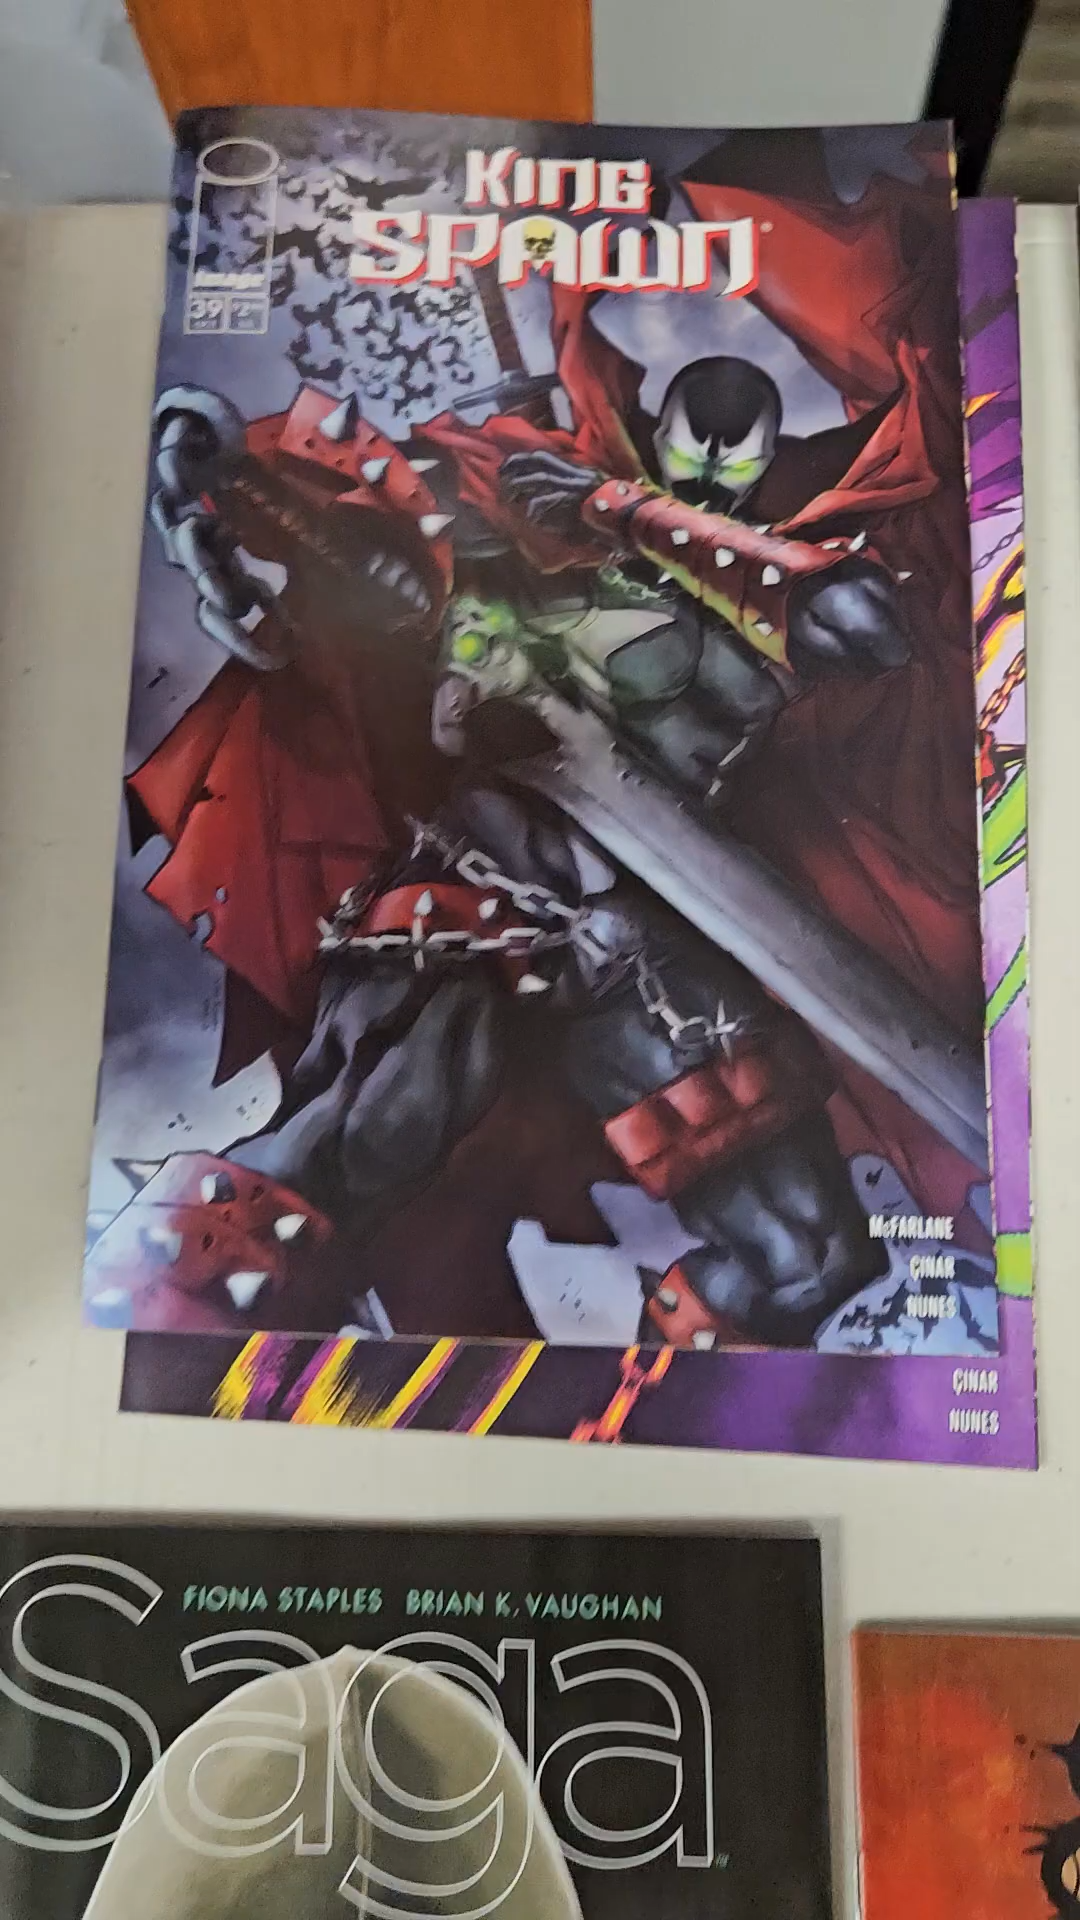 KING
SPAWN®
image
39
McFARLANE
ÇINAR
NUNES
ÇINAR
NUNES
FIONA STAPLES BRIAN K. VAUGHAN
Saga